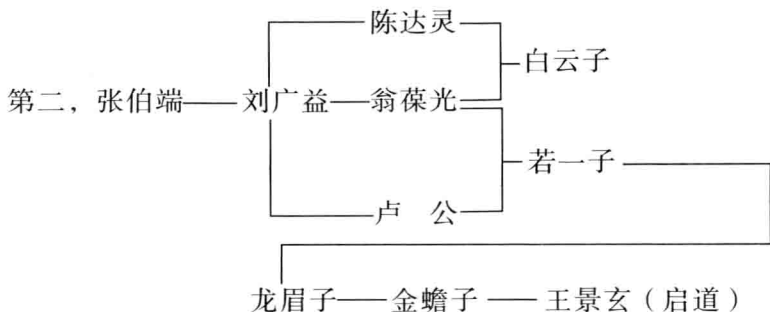 陈达灵
白云子
第二，张伯端 刘广益 翁葆光
若一子
卢 公
龙眉子 金蟾子 王景玄（启道）